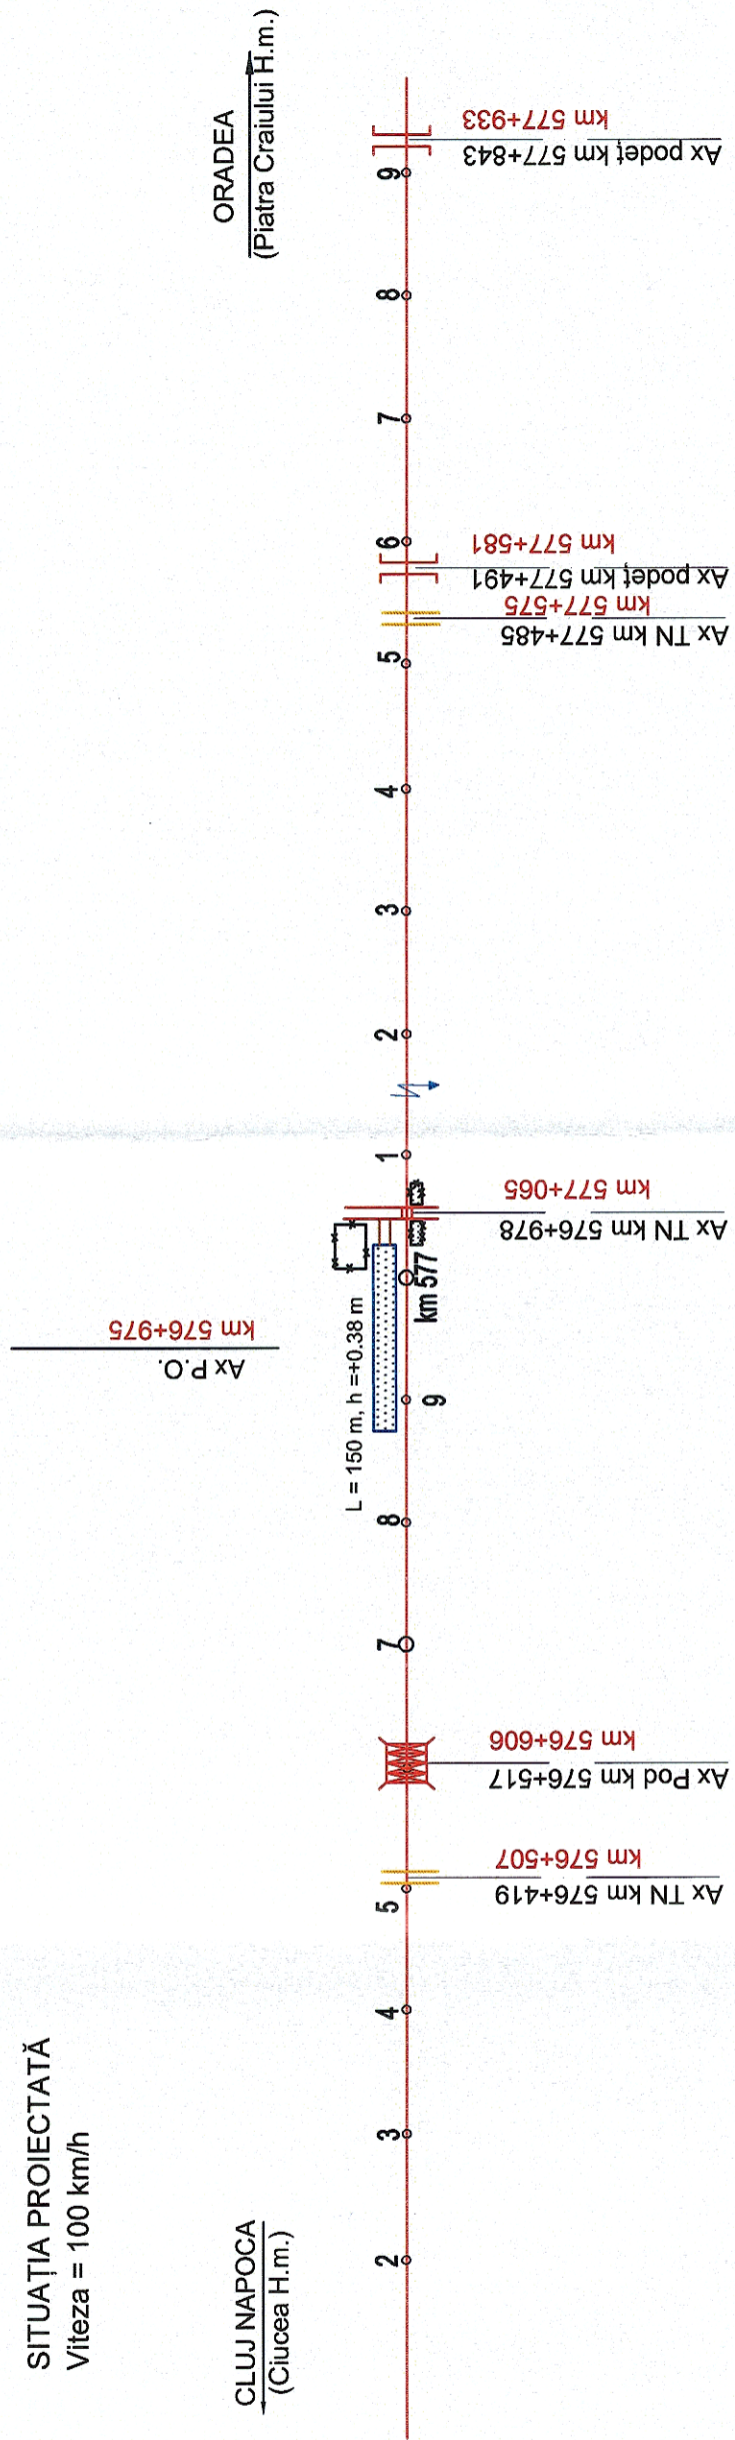 SITUAȚIA PROIECTATĂ
Viteza = 100 km/h
CLUJ NAPOCA
(Ciucea H.m.)
ORADEA
(Piatra Craiului H.m.)
Ax P.O.
km 576+975
L = 150 m, h =+0.38 m
2
3
4
5
7
8
9
km 577
1
2
3
4
5
6
7
8
9
Ax TN km 576+419
km 576+507
Ax Pod km 576+517
km 576+606
Ax TN km 576+978
km 577+065
Ax TN km 577+485
km 577+575
Ax podeț km 577+491
km 577+581
Ax podeț km 577+843
km 577+933